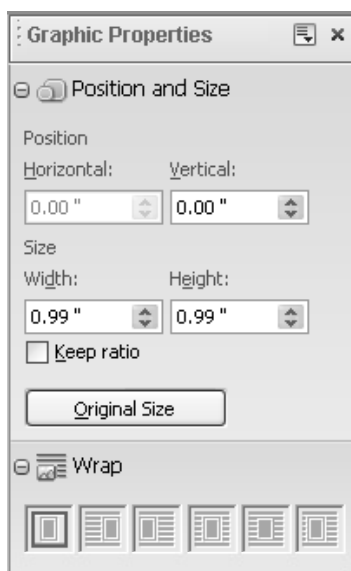 Graphic Properties
Position and Size
Position
Horizontal: Vertical:
0.00 " 0.00 "
Size
Width: Height:
0.99 " 0.99 "
Keep ratio
Original Size
Wrap